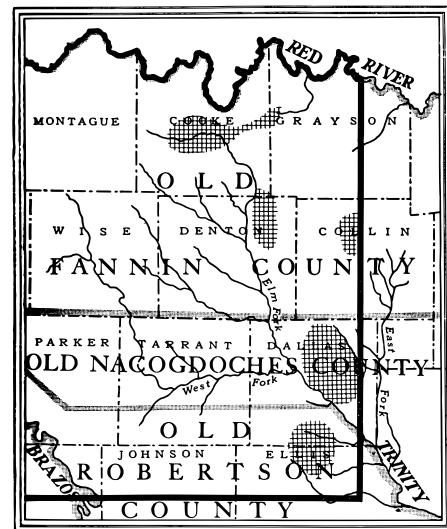 RED RIVER
MONTAGUE COOKE GRAYSON
OLD
WISE DENTON COLLIN
FANNIN COUNTY
Elm Fork
PARKER TARRANT DALLAS
East Fork
OLD NACOGDOCHES COUNTY
West Fork
OLD
JOHNSON ELLIS
BRAZOS
TRINITY
ROBERTSON
COUNTY